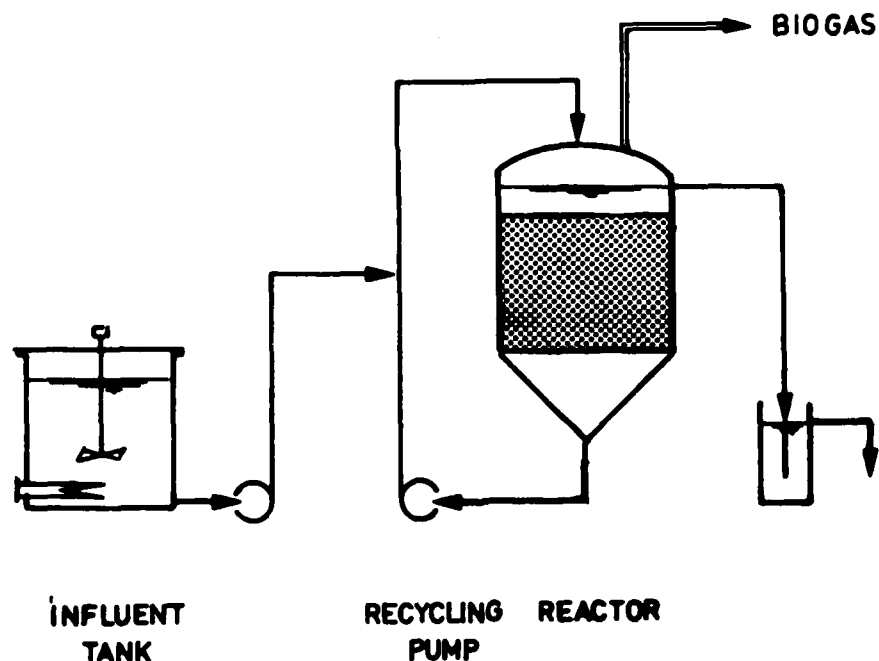 BIOGAS
INFLUENT
TANK
RECYCLING
PUMP
REACTOR